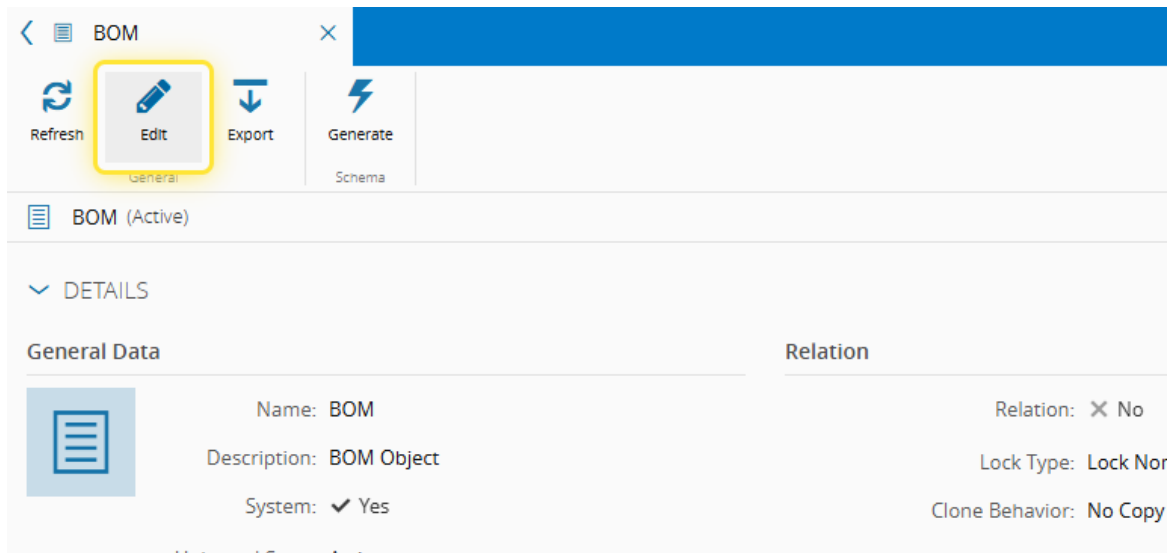 BOM
Refresh Edit Export Generate
General Schema
BOM (Active)
DETAILS
General Data Relation
Name: BOM Relation: No
Description: BOM Object Lock Type: Lock
System: Yes Clone Behavior: No Copy